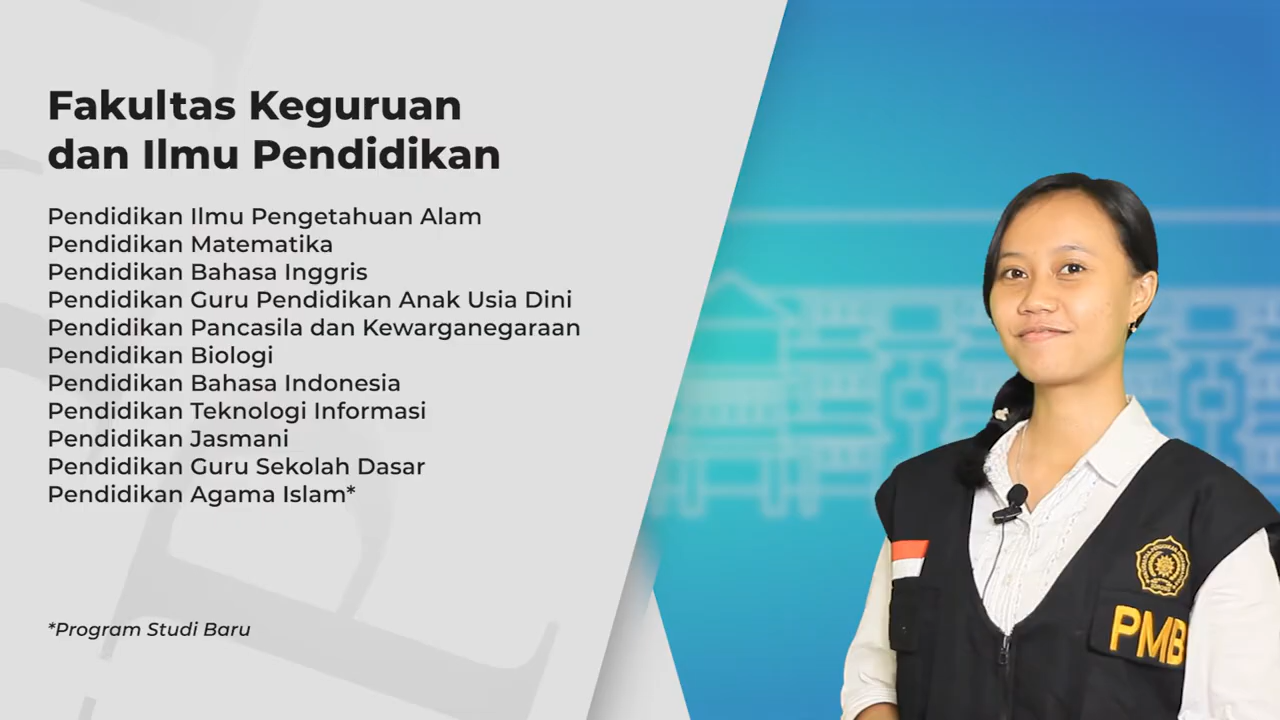 Fakultas Keguruan
dan Ilmu Pendidikan
Pendidikan Ilmu Pengetahuan Alam
Pendidikan Matematika
Pendidikan Bahasa Inggris
Pendidikan Guru Pendidikan Anak Usia Dini
Pendidikan Pancasila dan Kewarganegaraan
Pendidikan Biologi
Pendidikan Bahasa Indonesia
Pendidikan Teknologi Informasi
Pendidikan Jasmani
Pendidikan Guru Sekolah Dasar
Pendidikan Agama Islam*
*Program Studi Baru
PMB